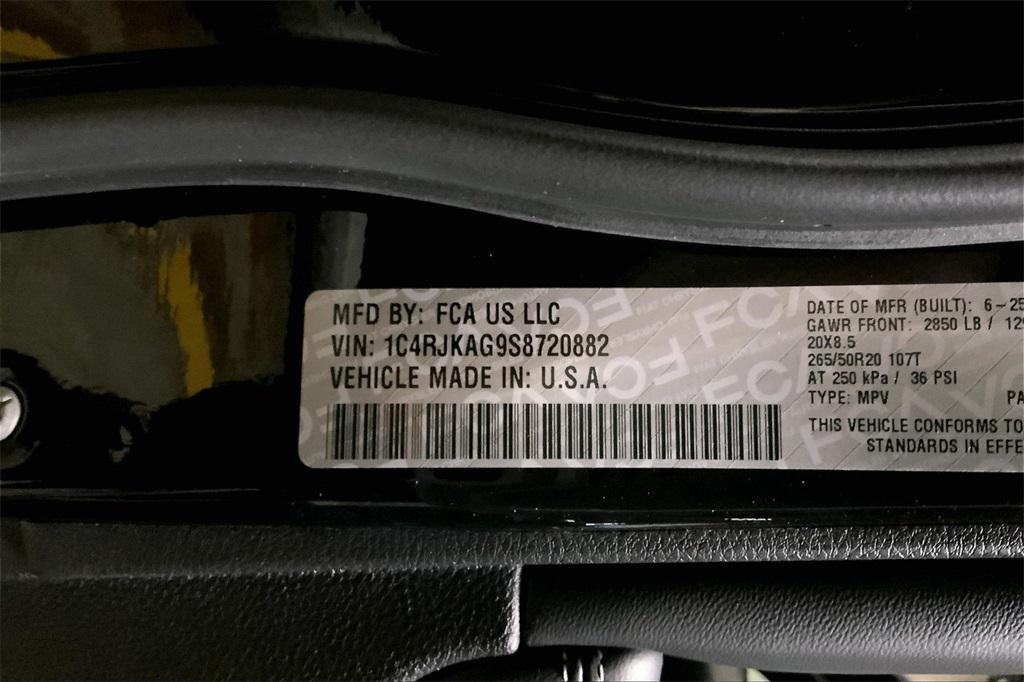 MFD BY: FCA US LLC
VIN: 1C4RJKAG9S8720882
VEHICLE MADE IN: U.S.A.
DATE OF MFR (BUILT): 6-25
GAWR FRONT: 2850 LB / 129
20X8.5
265/50R20 107T
AT 250 kPa / 36 PSI
TYPE: MPV PA
THIS VEHICLE CONFORMS TO
STANDARDS IN EFFE